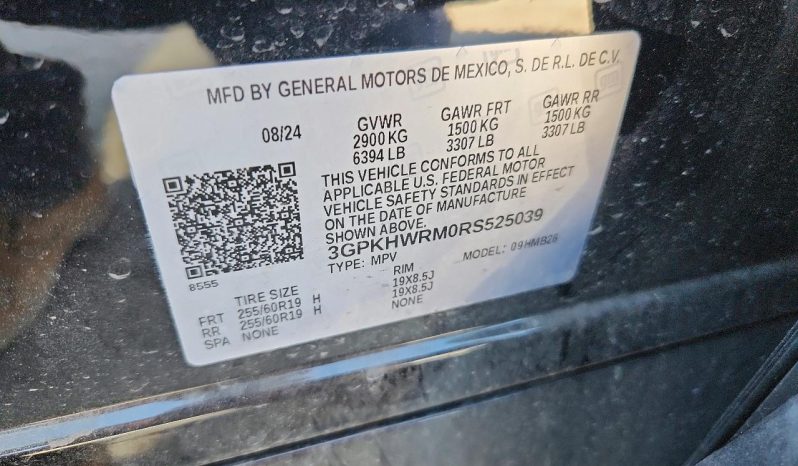 MFD BY GENERAL MOTORS DE MEXICO, S. DE R.L. DE C.V.
08/24 GVWR GAWR FRT GAWR RR
2900 KG 1500 KG 1500 KG
6394 LB 3307 LB 3307 LB
THIS VEHICLE CONFORMS TO ALL
APPLICABLE U.S. FEDERAL MOTOR
VEHICLE SAFETY STANDARDS IN EFFECT
ON THE DATE OF MANUFACTURE
SHOWN ABOVE.
3GPKHWRM0RS525039
TYPE: MPV MODEL: 09HMB26
8555
TIRE SIZE RIM
FRT 255/60R19 H 19X8.5J
RR 255/60R19 H 19X8.5J
SPA NONE NONE